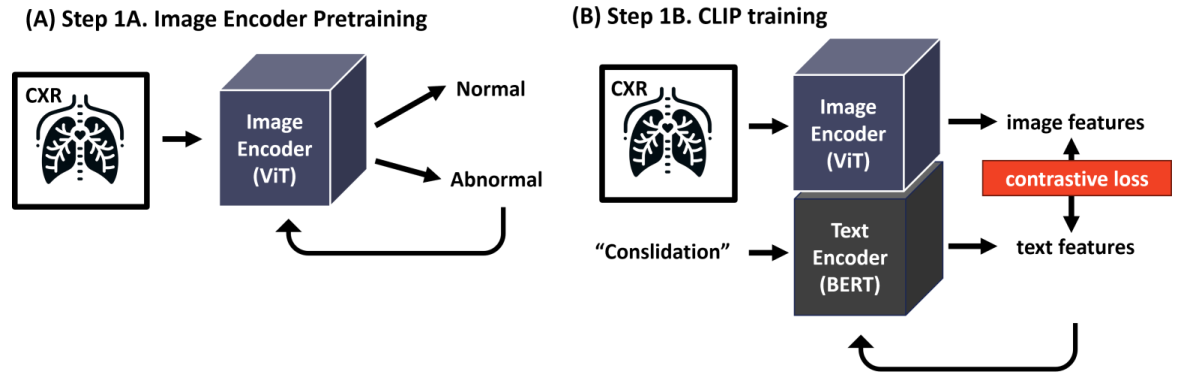 (A) Step 1A. Image Encoder Pretraining
CXR
Image
Encoder
(ViT)
Normal
Abnormal
(B) Step 1B. CLIP training
CXR
Image
Encoder
(ViT)
image features
contrastive loss
“Conslidation”
Text
Encoder
(BERT)
text features